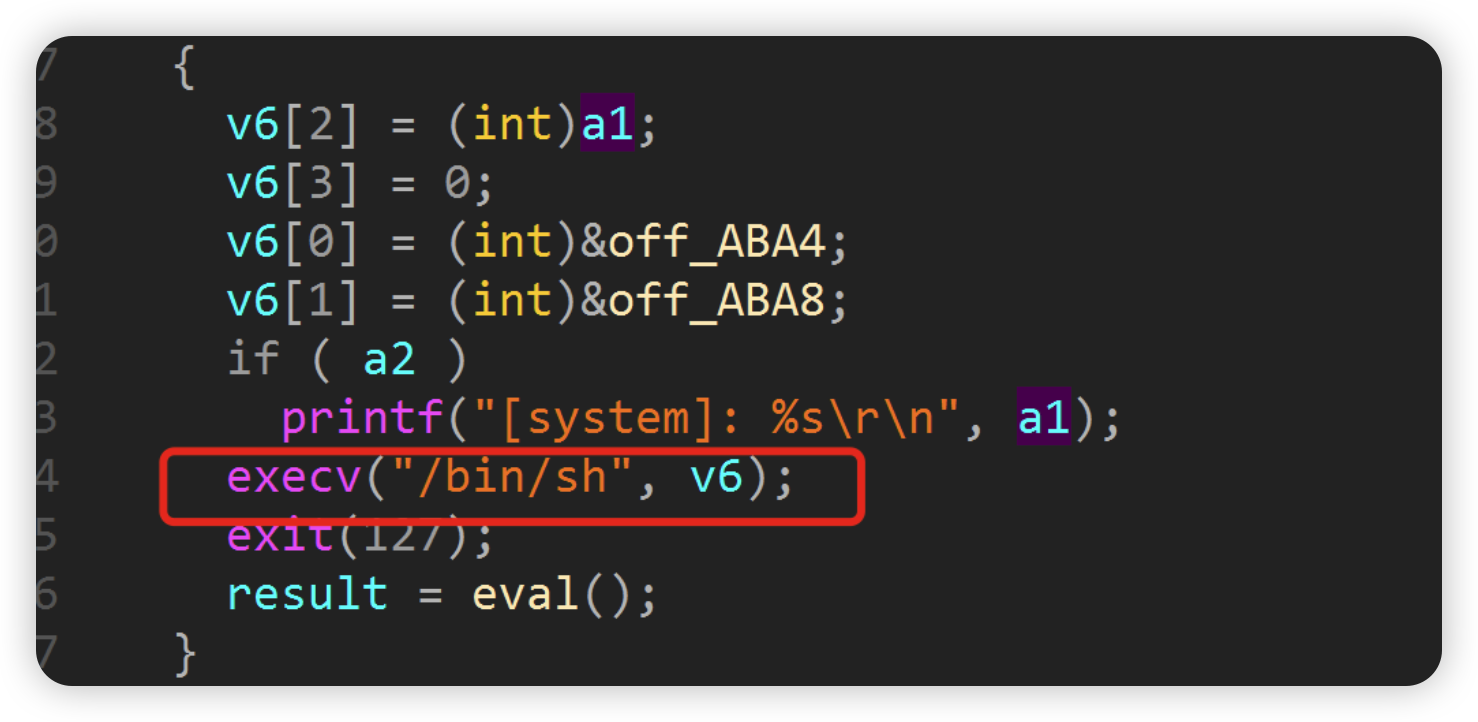 7 {
8 v6[2] = (int)a1;
9 v6[3] = 0;
0 v6[0] = (int)&off_ABA4;
1 v6[1] = (int)&off_ABA8;
2 if ( a2 )
3 printf("[system]: %s\r\n", a1);
4 execv("/bin/sh", v6);
5 exit(127);
6 result = eval();
7 }